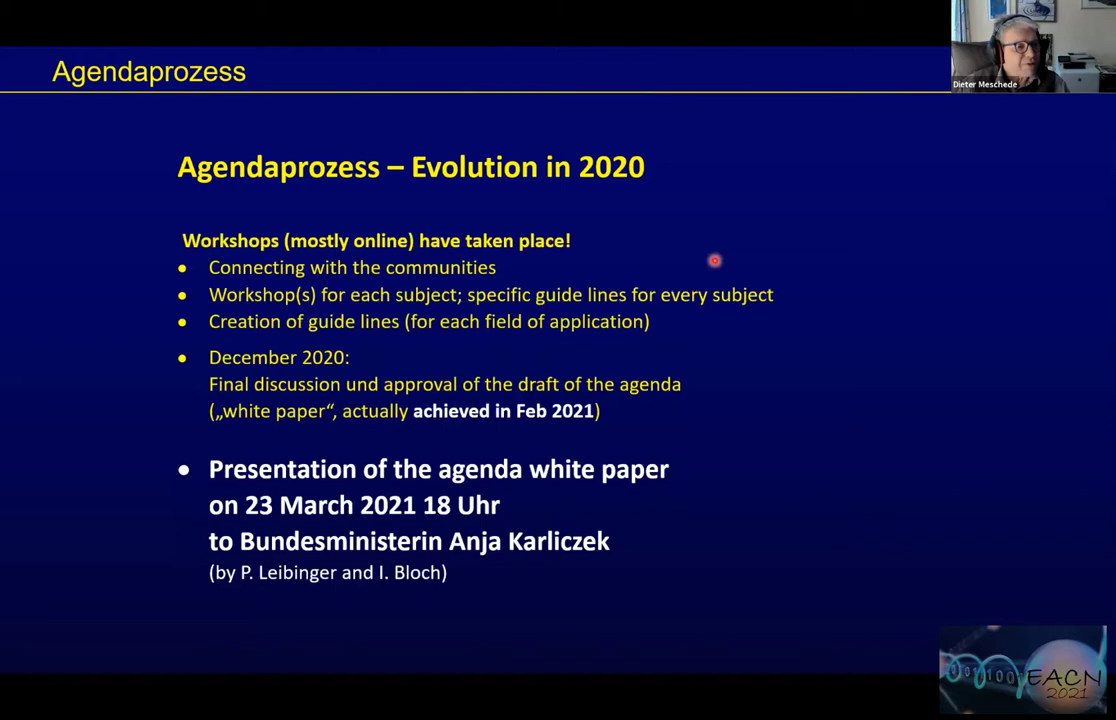 Agendaprozess
Dieter Meschede
Agendaprozess – Evolution in 2020
Workshops (mostly online) have taken place!
• Connecting with the communities
• Workshop(s) for each subject; specific guide lines for every subject
• Creation of guide lines (for each field of application)
• December 2020:
Final discussion und approval of the draft of the agenda
(„white paper“, actually achieved in Feb 2021)
• Presentation of the agenda white paper
on 23 March 2021 18 Uhr
to Bundesministerin Anja Karliczek
(by P. Leibinger and I. Bloch)
EACN
2021